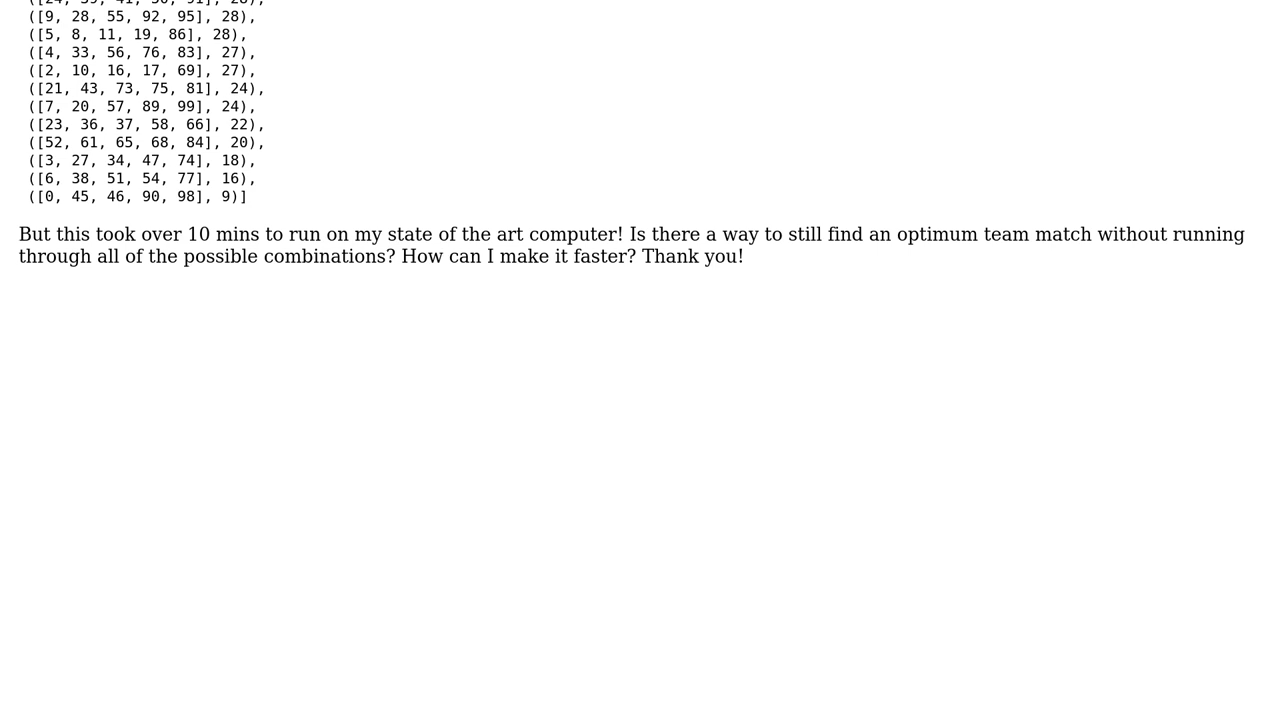 ([9, 28, 55, 92, 95], 28),
([5, 8, 11, 19, 86], 28),
([4, 33, 56, 76, 83], 27),
([2, 10, 16, 17, 69], 27),
([21, 43, 73, 75, 81], 24),
([7, 20, 57, 89, 99], 24),
([23, 36, 37, 58, 66], 22),
([52, 61, 65, 68, 84], 20),
([3, 27, 34, 47, 74], 18),
([6, 38, 51, 54, 77], 16),
([0, 45, 46, 90, 98], 9)]
But this took over 10 mins to run on my state of the art computer! Is there a way to still find an optimum team match without running
through all of the possible combinations? How can I make it faster? Thank you!